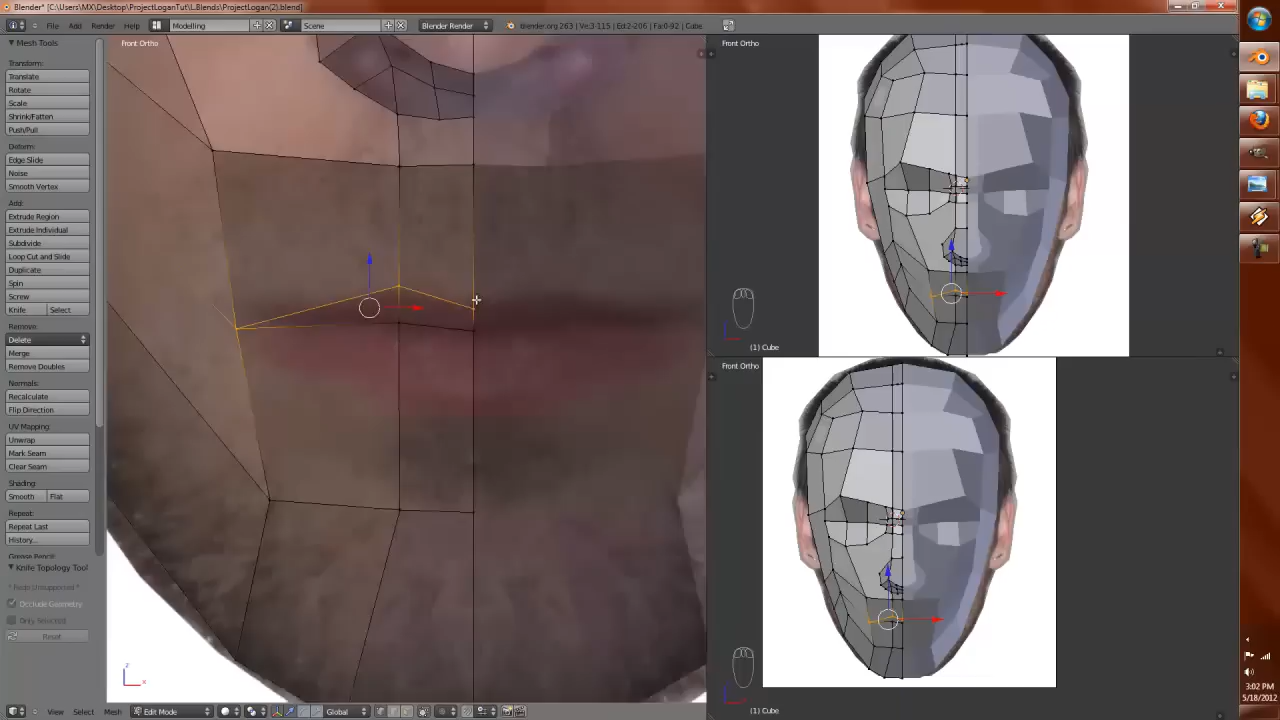 Blender* [C:\Users\MX\Desktop\ProjectLoganTut\L.Blends\ProjectLogan(2).blend]
File Add Render Help Modelling Scene Blender Render blender.org 263 | Ve:3-115 | Ed:2-206 | Fa:0-92 | Cube
Mesh Tools
Transform:
Translate
Rotate
Scale
Shrink/Fatten
Push/Pull
Deform:
Edge Slide
Noise
Smooth Vertex
Add:
Extrude Region
Extrude Individual
Subdivide
Loop Cut and Slide
Duplicate
Spin
Screw
Knife Select
Remove:
Delete
Merge
Remove Doubles
Normals:
Recalculate
Flip Direction
UV Mapping:
Unwrap
Mark Seam
Clear Seam
Shading:
Smooth Flat
Repeat:
Repeat Last
History...
Grease Pencil:
Knife Topology Tool
* Redo Unsupported *
Occlude Geometry
Only Selected
Reset
Front Ortho
z
x
View Select Mesh Edit Mode Global
Front Ortho
(1) Cube
Front Ortho
(1) Cube
3:02 PM
5/18/2012